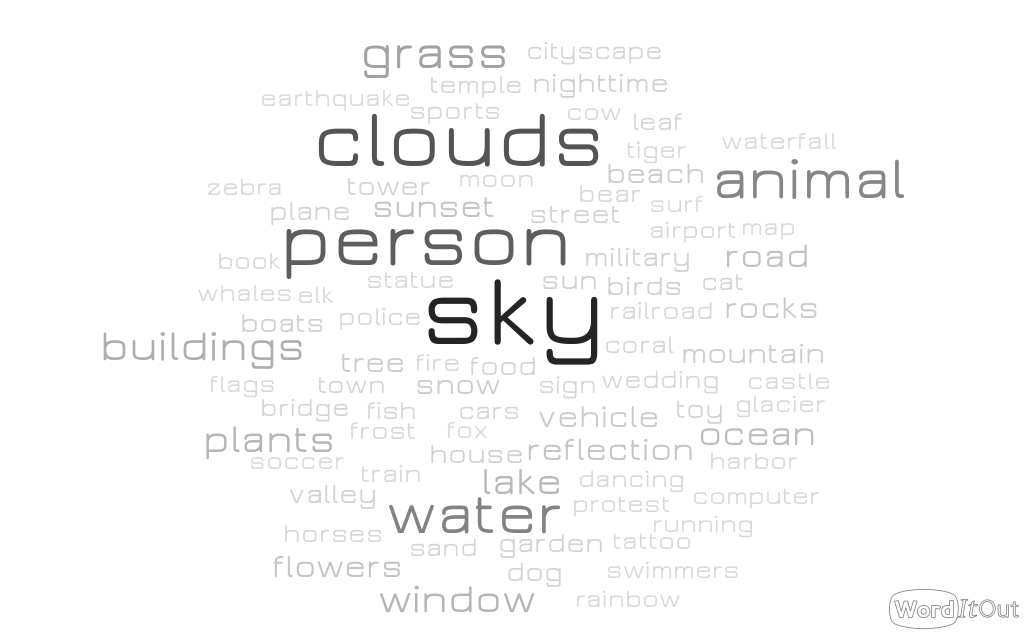 grass cityscape
temple nighttime
earthquake
sports cow
leaf
clouds
waterfall
tiger
beach
animal
zebra tower moon
bear
plane sunset street surf
airport map
person
book military road
statue sun birds cat
whales elk
sky
boats police railroad rocks
buildings coral mountain
tree fire food
flags town snow sign wedding castle
bridge fish cars vehicle toy glacier
plants frost fox ocean
soccer house reflection harbor
train lake dancing
valley protest computer
water running
horses sand garden tattoo
flowers dog swimmers
window rainbow
WordItOut